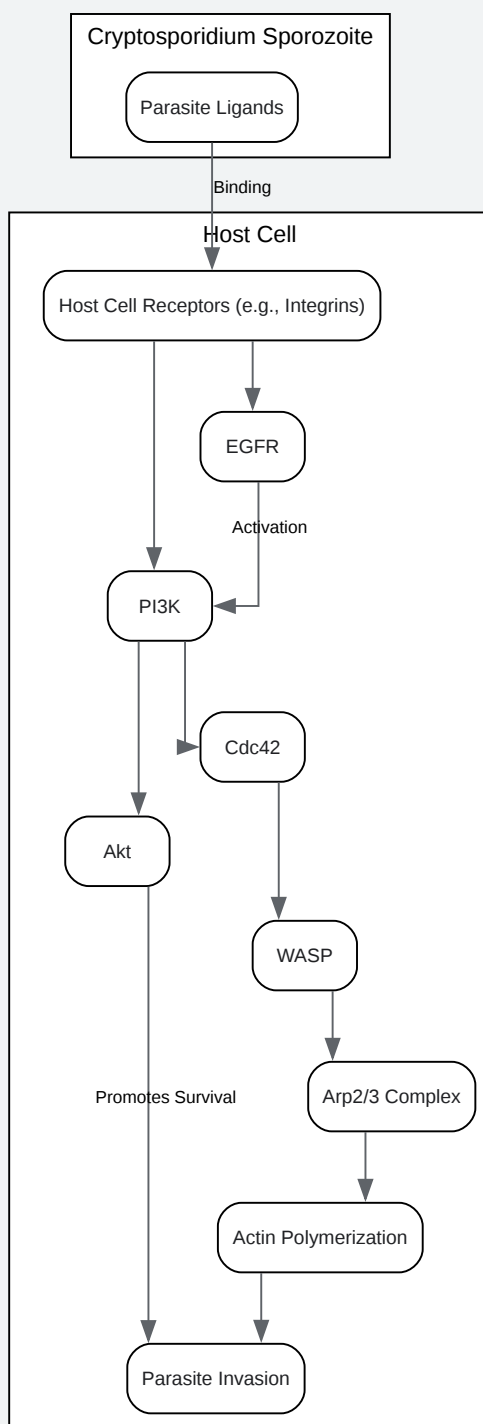 Cryptosporidium Sporozoite
Parasite Ligands
Binding
Host Cell
Host Cell Receptors (e.g., Integrins)
EGFR
Activation
PI3K
Cdc42
Akt
WASP
Arp2/3 Complex
Promotes Survival
Actin Polymerization
Parasite Invasion